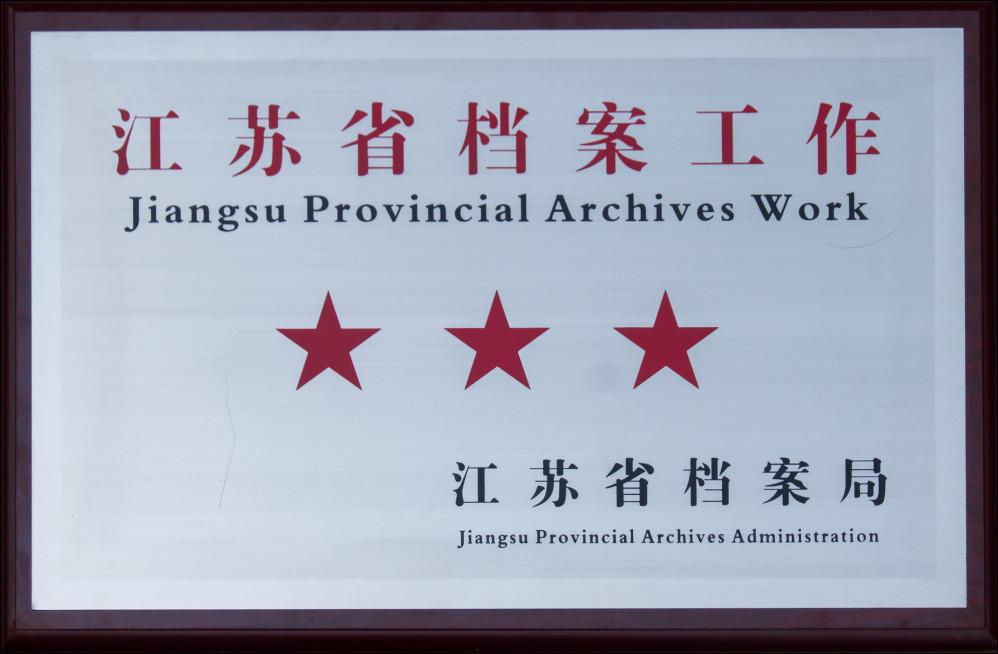 江苏省档案工作
Jiangsu Provincial Archives Work
江苏省档案局
Jiangsu Provincial Archives Administration